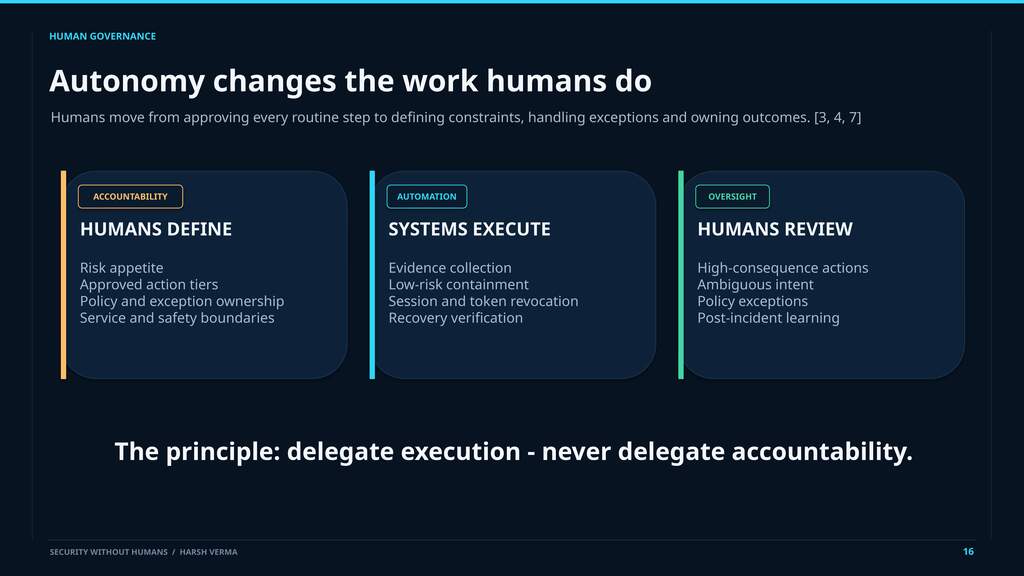 HUMAN GOVERNANCE
Autonomy changes the work humans do
Humans move from approving every routine step to defining constraints, handling exceptions and owning outcomes. [3, 4, 7]
ACCOUNTABILITY
HUMANS DEFINE
Risk appetite
Approved action tiers
Policy and exception ownership
Service and safety boundaries
AUTOMATION
SYSTEMS EXECUTE
Evidence collection
Low-risk containment
Session and token revocation
Recovery verification
OVERSIGHT
HUMANS REVIEW
High-consequence actions
Ambiguous intent
Policy exceptions
Post-incident learning
The principle: delegate execution - never delegate accountability.
SECURITY WITHOUT HUMANS / HARSH VERMA
16